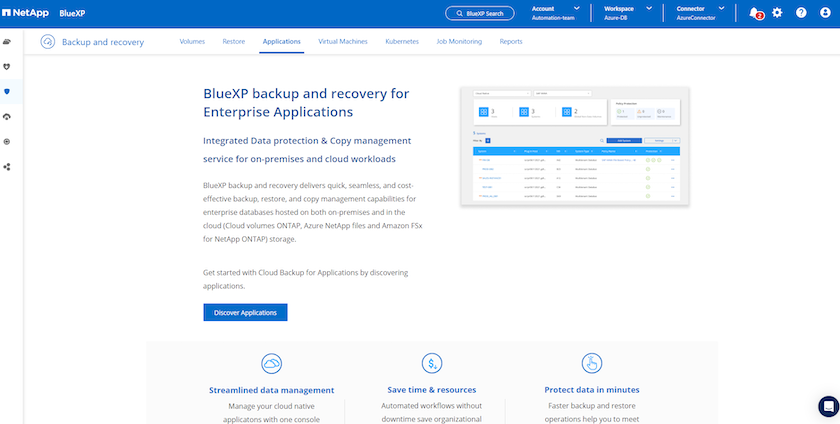 NetApp BlueXP
BlueXP Search
Account
Automation-team
Workspace
Azure-DB
Connector
AzureConnector
2
Backup and recovery
Volumes Restore Applications Virtual Machines Kubernetes Job Monitoring Reports
BlueXP backup and recovery for
Enterprise Applications
Integrated Data protection & Copy management
service for on-premises and cloud workloads
BlueXP backup and recovery delivers quick, seamless, and cost-
effective backup, restore, and copy management capabilities for
enterprise databases hosted on both on-premises and in the
cloud (Cloud volumes ONTAP, Azure NetApp files and Amazon FSx
for NetApp ONTAP) storage.
Get started with Cloud Backup for Applications by discovering
applications.
Discover Applications
3
3
2
Streamlined data management
Manage your cloud native
applicatons with one console
Save time & resources
Automated workflows without
downtime save organizational
Protect data in minutes
Faster backup and restore
operations help you to meet